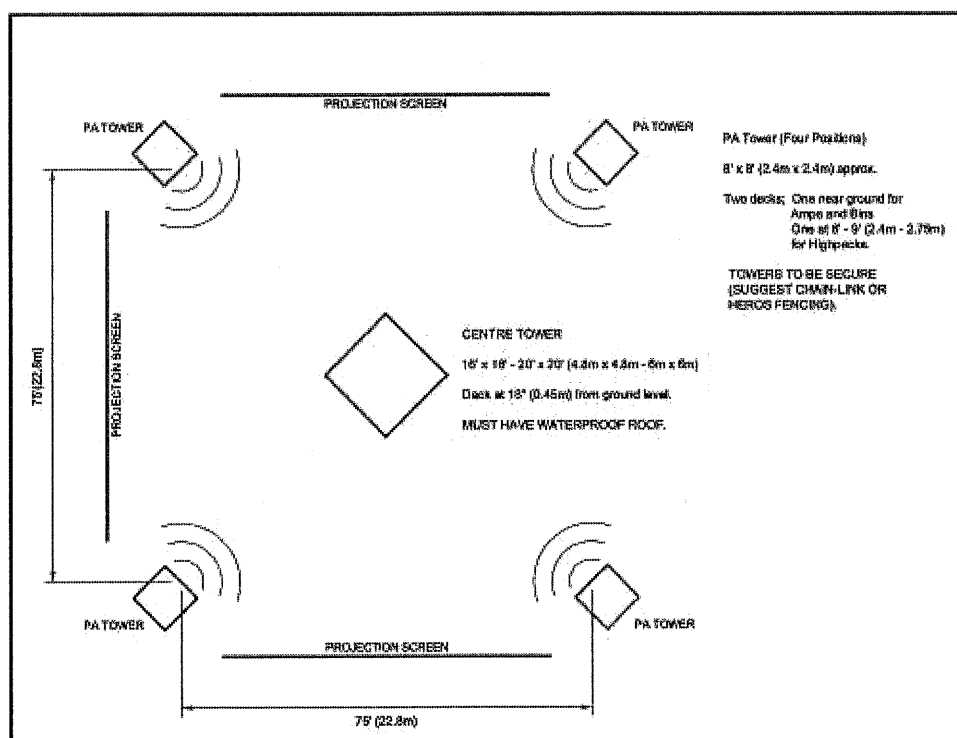 PROJECTION SCREEN
PA TOWER
PA TOWER
PA Tower (Four Positions)
8' x 8' (2.4m x 2.4m) approx.
Two decks; One near ground for
Amps and Bins
One at 8' - 9' (2.4m - 2.75m)
for Highpacks.
TOWERS TO BE SECURE
(SUGGEST CHAIN-LINK OR
HEROS FENCING).
75' (22.8m)
PROJECTION SCREEN
CENTRE TOWER
16' x 16' - 20' x 20' (4.8m x 4.8m - 6m x 6m)
Deck at 18" (0.45m) from ground level.
MUST HAVE WATERPROOF ROOF.
PA TOWER
PA TOWER
PROJECTION SCREEN
75' (22.8m)